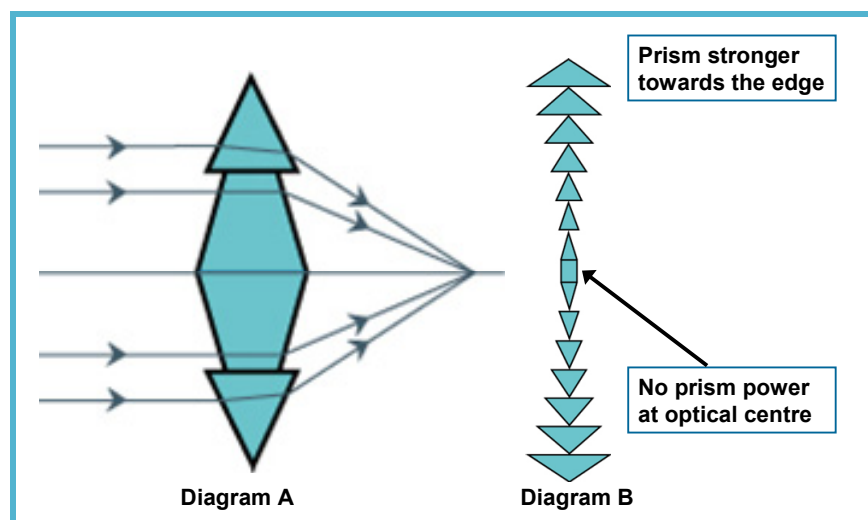 Prism stronger
towards the edge
No prism power
at optical centre
Diagram A
Diagram B